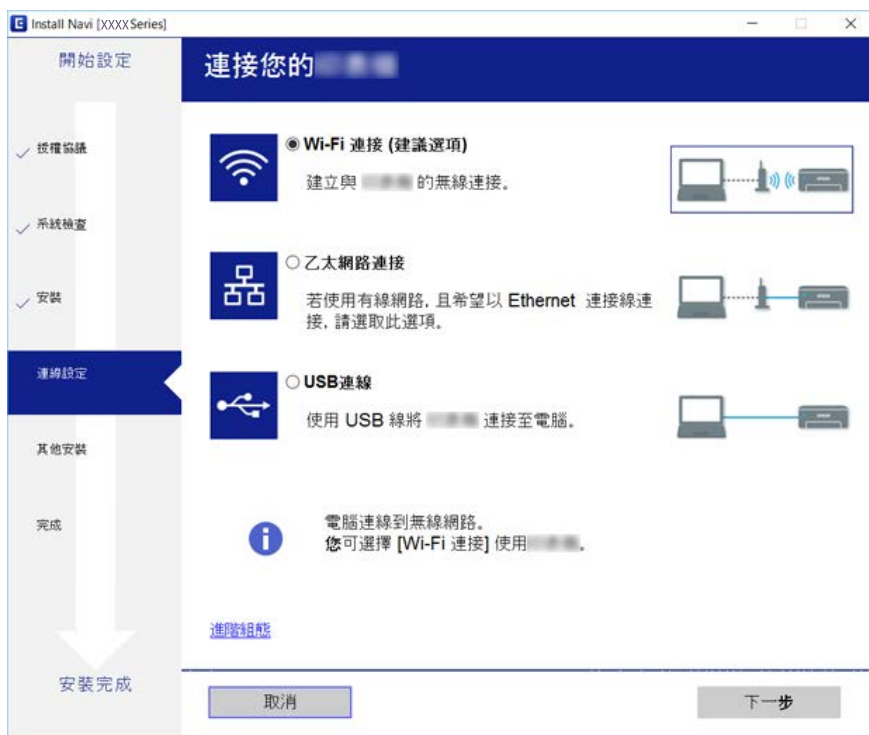 Install Navi [XXXX Series]
開始設定
授權協議
系統檢查
安裝
連線設定
其他安裝
完成
安裝完成
連接您的
Wi-Fi 連接 (建議選項)
建立與 的無線連接。
乙太網路連接
若使用有線網路, 且希望以 Ethernet 連接線連
接, 請選取此選項。
USB連線
使用 USB 線將 連接至電腦。
電腦連線到無線網路。
您可選擇 [Wi-Fi 連接] 使用 。
進階組態
取消
下一步